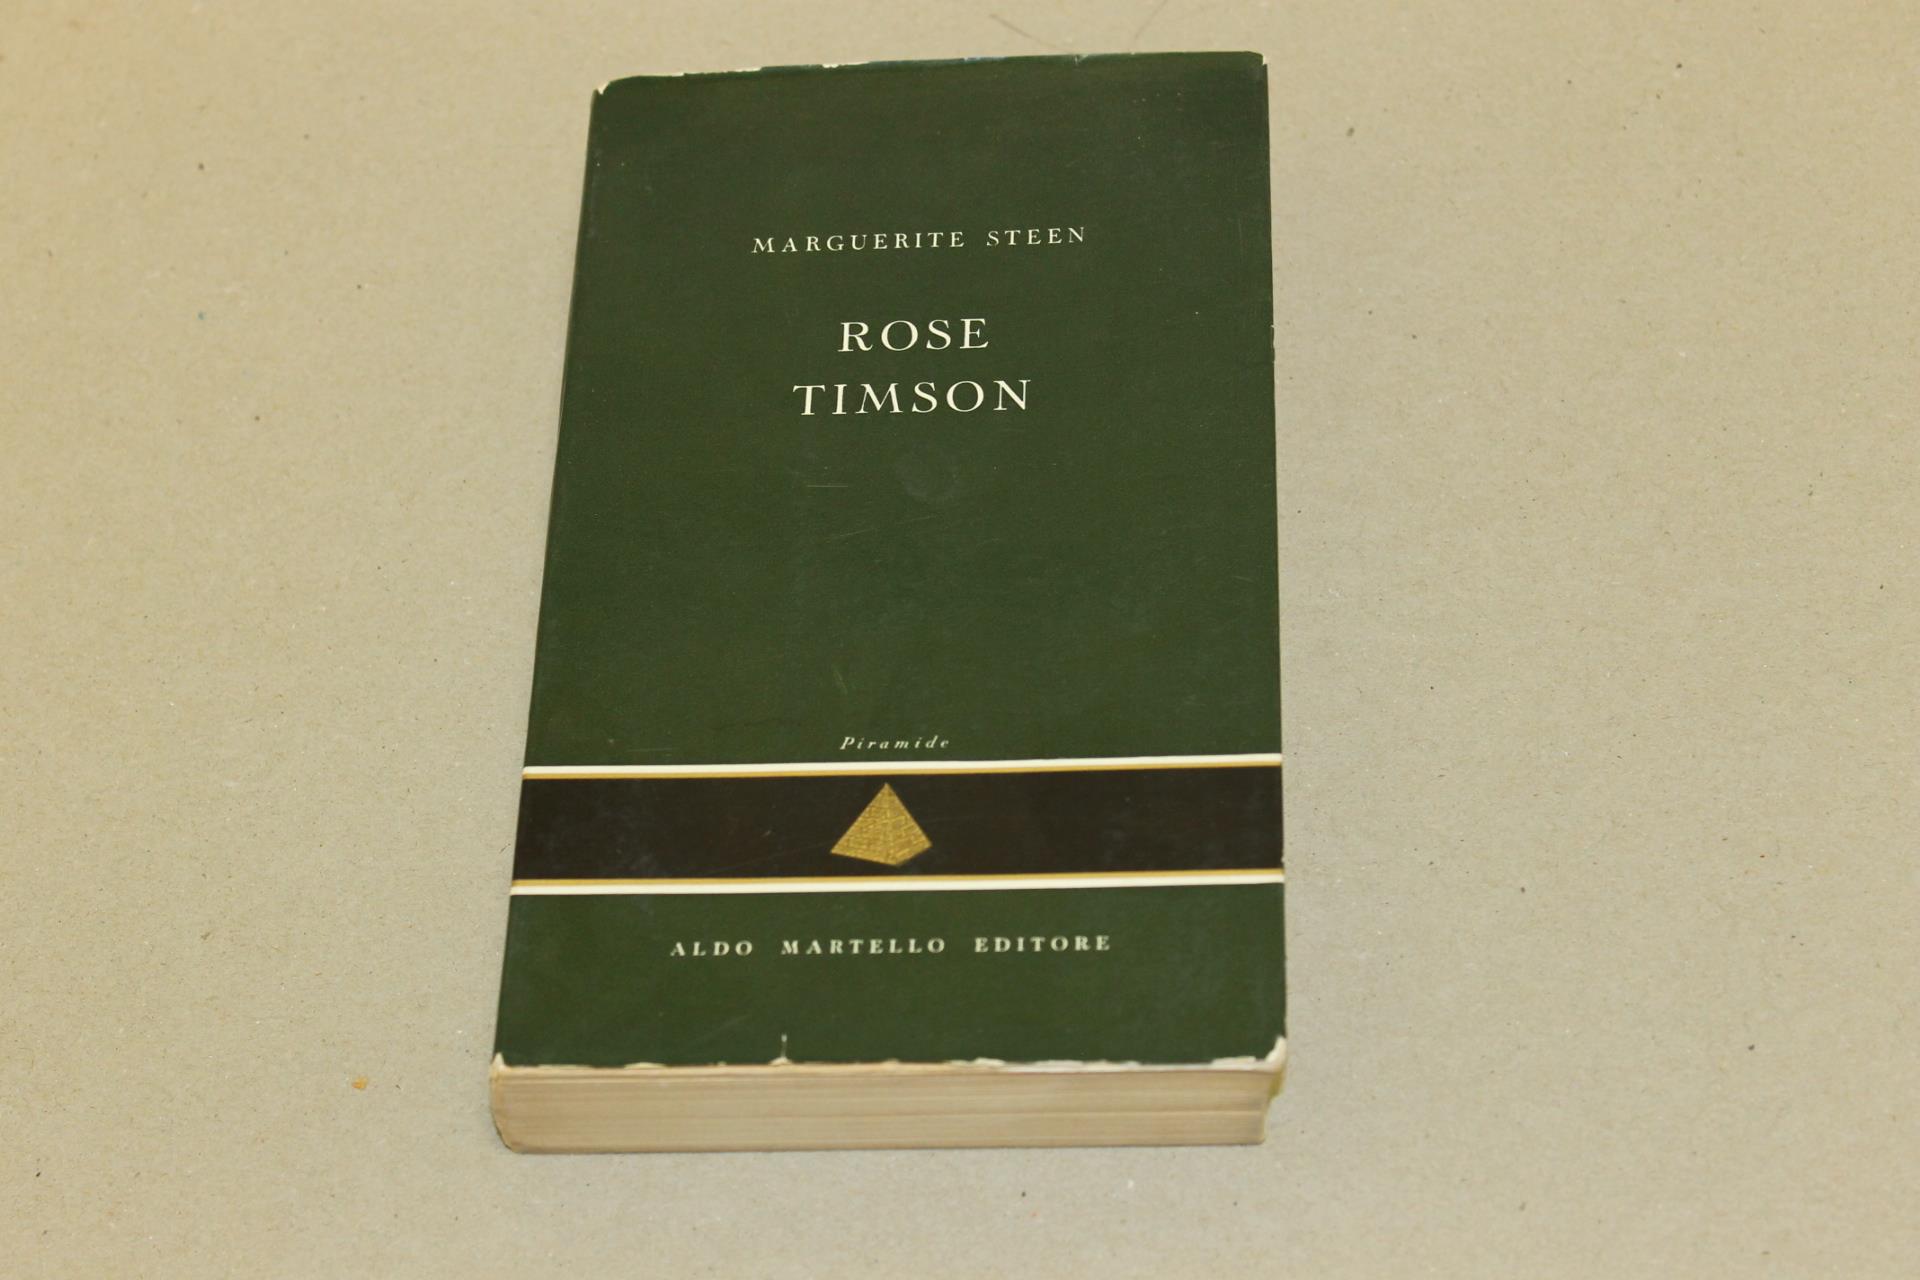 MARGUERITE STEEN
ROSE
TIMSON
Piramide
ALDO MARTELLO EDITORE